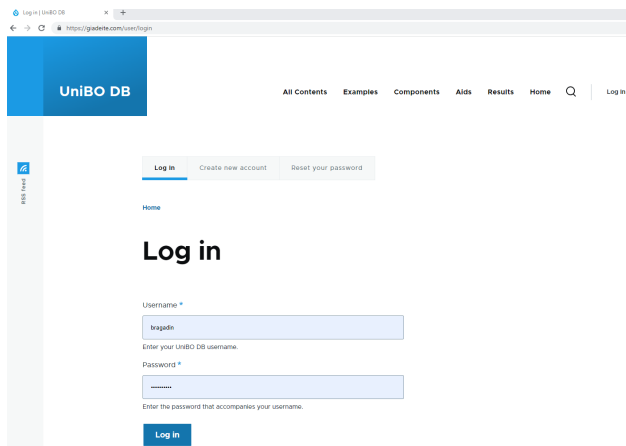 Log in | UniBO DB
https://giadeite.com/user/login
UniBO DB
All Contents Examples Components Aids Results Home Log in
RSS feed
Log in Create new account Reset your password
Home
Log in
Username *
bragadin
Enter your UniBO DB username.
Password *
••••••••••
Enter the password that accompanies your username.
Log in